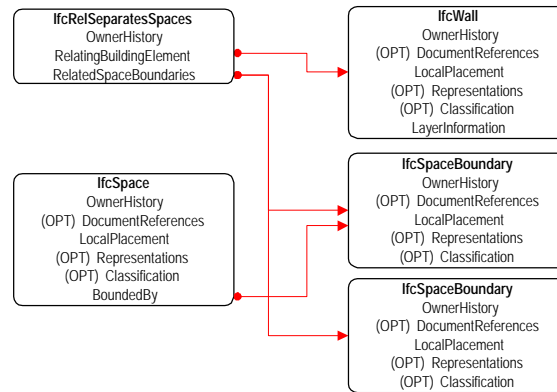 IfcRelSeparatesSpaces
OwnerHistory
RelatingBuildingElement
RelatedSpaceBoundaries
IfcSpace
OwnerHistory
(OPT) DocumentReferences
LocalPlacement
(OPT) Representations
(OPT) Classification
BoundedBy
IfcWall
OwnerHistory
(OPT) DocumentReferences
LocalPlacement
(OPT) Representations
(OPT) Classification
LayerInformation
IfcSpaceBoundary
OwnerHistory
(OPT) DocumentReferences
LocalPlacement
(OPT) Representations
(OPT) Classification
IfcSpaceBoundary
OwnerHistory
(OPT) DocumentReferences
LocalPlacement
(OPT) Representations
(OPT) Classification